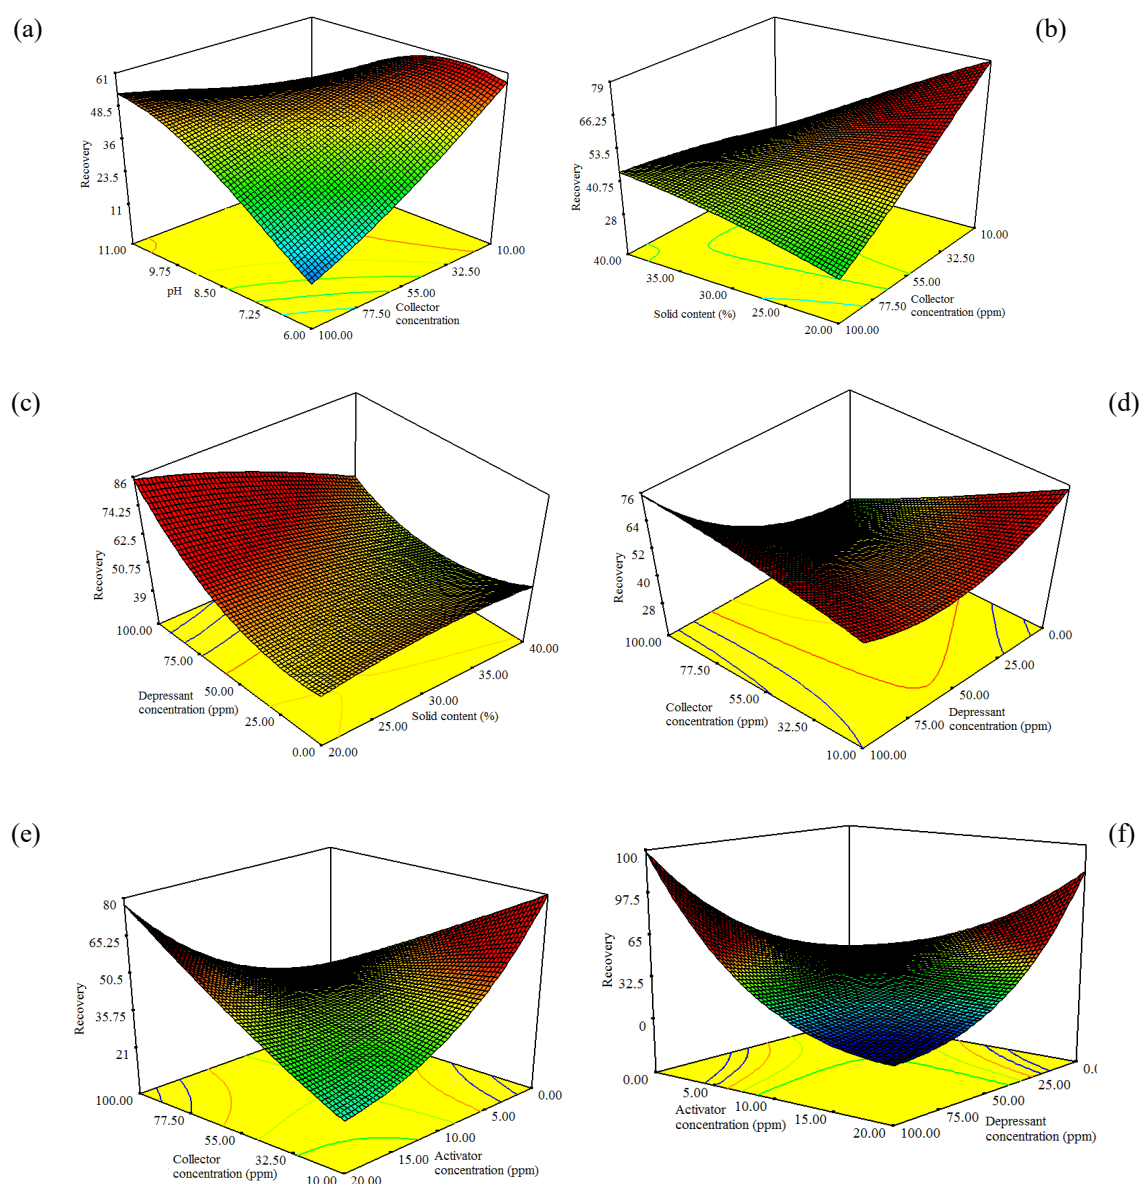 (a)
61
48.5
36
23.5
11
Recovery
11.00
9.75
8.50
7.25
6.00
pH
10.00
32.50
55.00
77.50
100.00
Collector
concentration
(b)
79
66.25
53.5
40.75
28
Recovery
40.00
35.00
30.00
25.00
20.00
Solid content (%)
10.00
32.50
55.00
77.50
100.00
Collector
concentration (ppm)
(c)
86
74.25
62.5
50.75
39
Recovery
100.00
75.00
50.00
25.00
0.00
Depressant
concentration (ppm)
40.00
35.00
30.00
25.00
20.00
Solid content (%)
(d)
76
64
52
40
28
Recovery
100.00
77.50
55.00
32.50
10.00
Collector
concentration (ppm)
0.00
25.00
50.00
75.00
100.00
Depressant
concentration (ppm)
(e)
80
65.25
50.5
35.75
21
Recovery
100.00
77.50
55.00
32.50
10.00
Collector
concentration (ppm)
0.00
5.00
10.00
15.00
20.00
Activator
concentration (ppm)
(f)
100
97.5
65
32.5
0
Recovery
0.00
5.00
10.00
15.00
20.00
Activator
concentration (ppm)
25.00
50.00
75.00
100.00
Depressant
concentration (ppm)